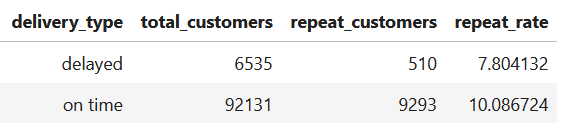 delivery_type total_customers repeat_customers repeat_rate
delayed 6535 510 7.804132
on time 92131 9293 10.086724